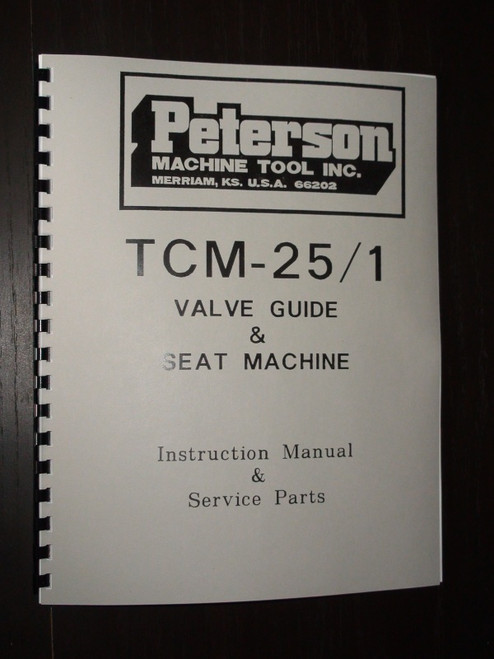 Peterson
MACHINE TOOL INC.
MERRIAM, KS. U.S.A. 66202
TCM-25/1
VALVE GUIDE
&
SEAT MACHINE
Instruction Manual
&
Service Parts